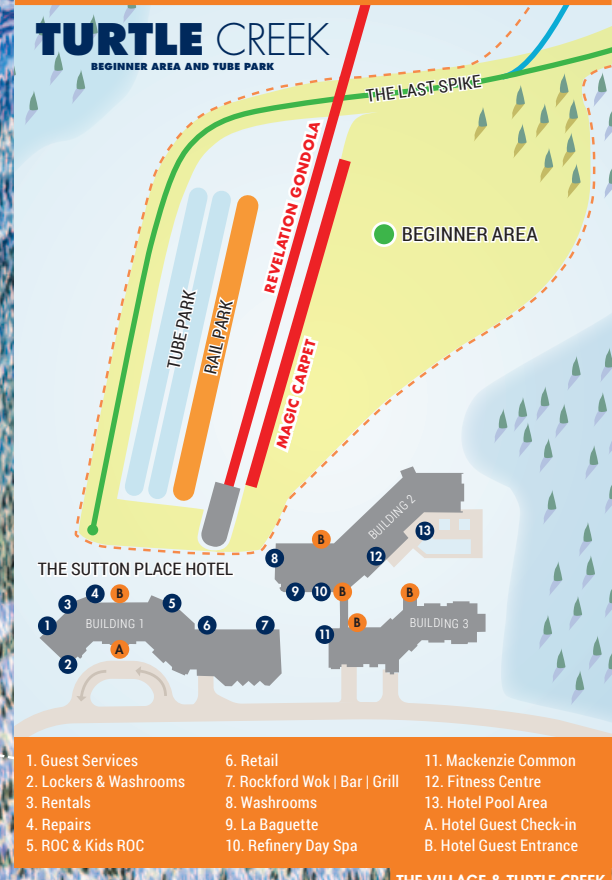 TURTLE CREEK
BEGINNER AREA AND TUBE PARK
THE LAST SPIKE
REVELATION GONDOLA
BEGINNER AREA
TUBE PARK
RAIL PARK
MAGIC CARPET
BUILDING 2
13
B
12
8
THE SUTTON PLACE HOTEL
9
10
B
B
4
B
3
5
1
BUILDING 1
6
7
B
BUILDING 3
11
A
2
1. Guest Services
2. Lockers & Washrooms
3. Rentals
4. Repairs
5. ROC & Kids ROC
6. Retail
7. Rockford Wok | Bar | Grill
8. Washrooms
9. La Baguette
10. Refinery Day Spa
11. Mackenzie Common
12. Fitness Centre
13. Hotel Pool Area
A. Hotel Guest Check-in
B. Hotel Guest Entrance
THE VILLAGE & TURTLE CREEK